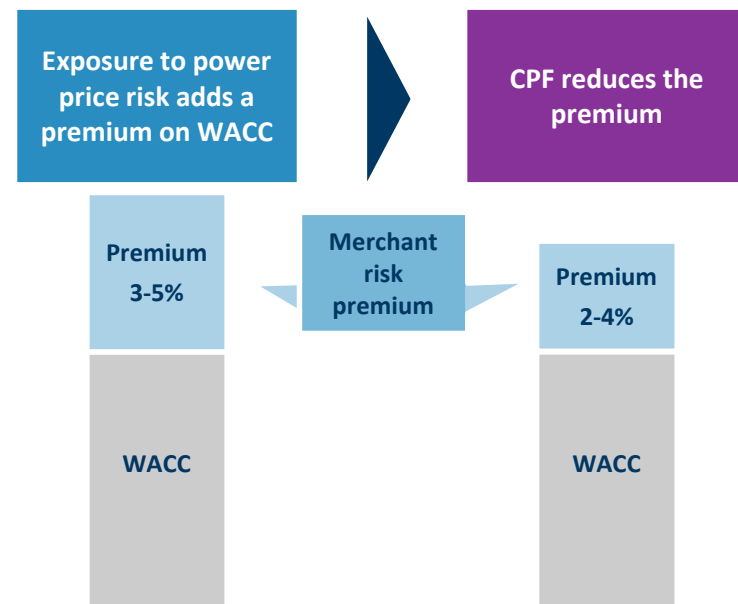 Exposure to power
price risk adds a
premium on WACC
CPF reduces the
premium
Premium
3-5%
Merchant
risk
premium
Premium
2-4%
WACC
WACC